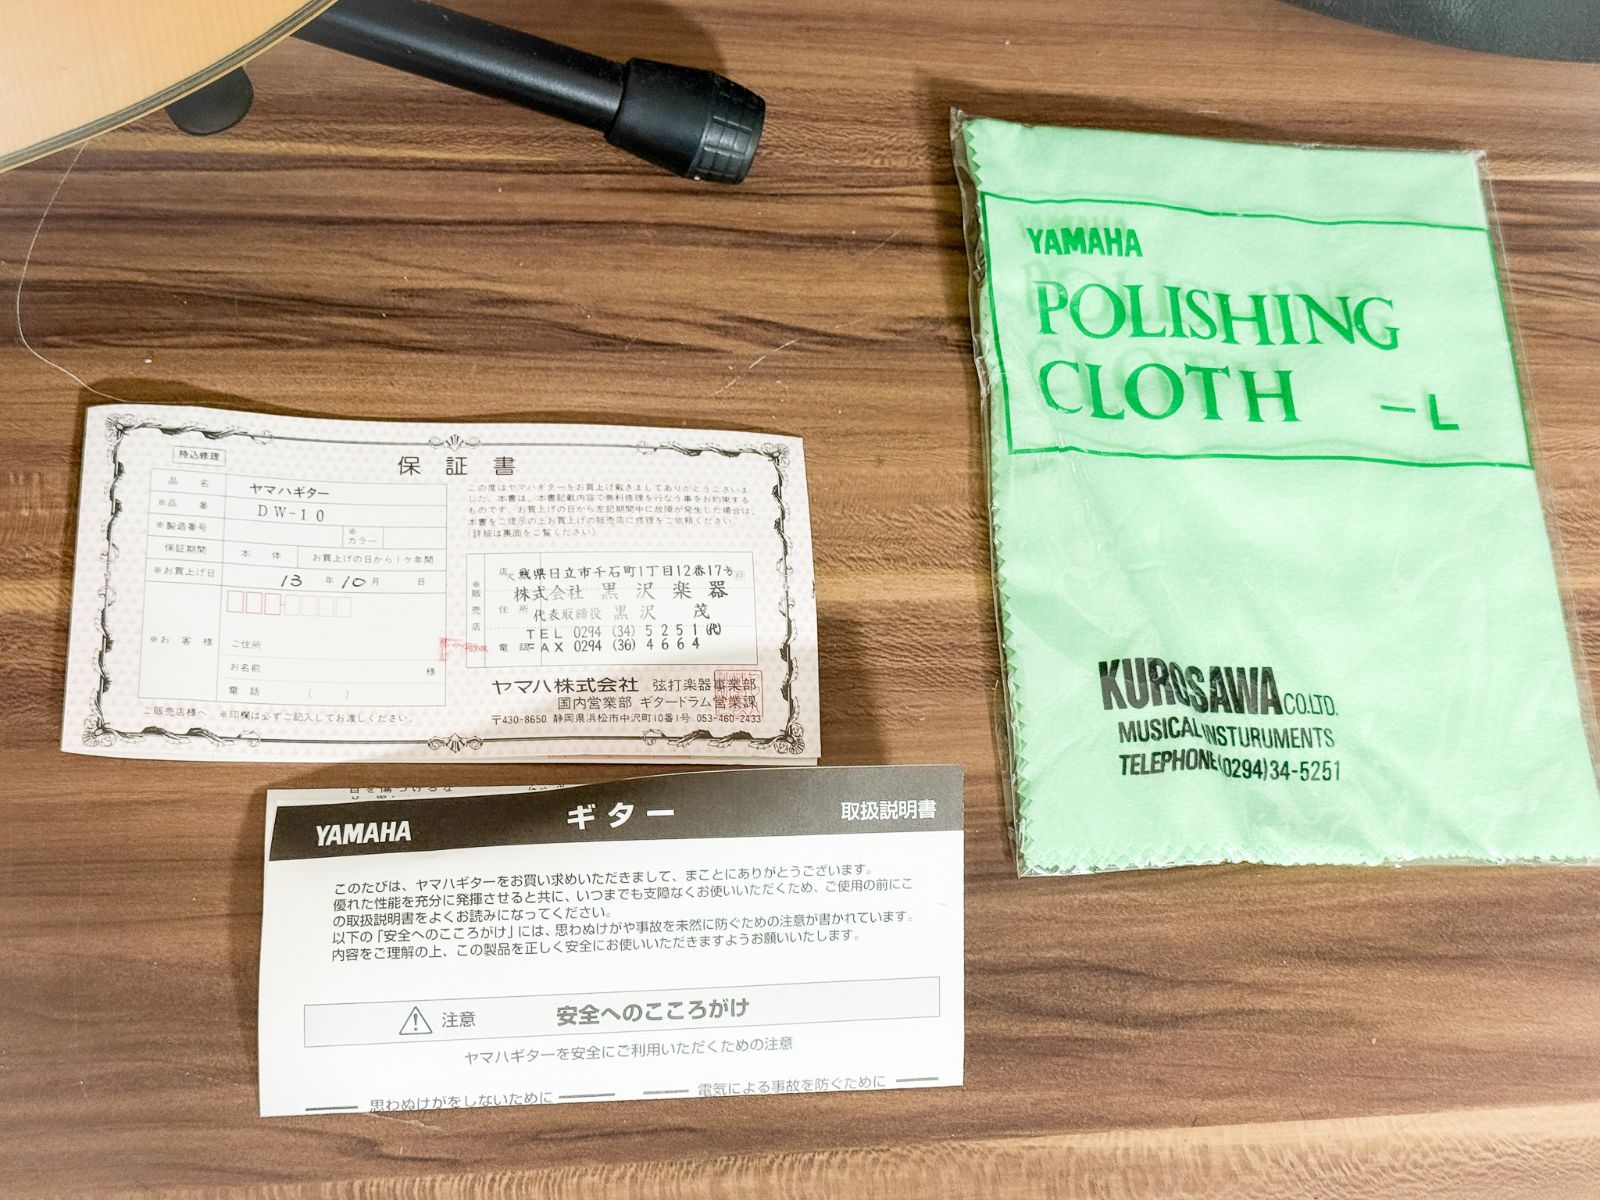 保証書
持込修理
品名 ヤマハギター
※品番 DW-10
※製造番号 ※カラー
保証期間 本体 お買上げの日から1ケ年間
※お買上げ日 13年10月 日
※お客様
ご住所
お名前 様
電話 ( )
ご販売店様へ ※印欄は必ずご記入してお渡しください。
この度はヤマハギターをお買上げ戴きましてありがとうございま
した。本書は、本書記載内容で無料修理を行なう事をお約束する
ものです。お買上げの日から左記期間中に故障が発生した場合は、
本書をご提示の上お買上げの販売店に修理をご依頼ください。
(詳細は裏面をご覧ください)
※販売店
店
住所
電話
城県日立市千石町1丁目12番17号 印
株式会社 黒沢楽器
代表取締役 黒沢 茂
TEL 0294 (34) 5251 (代)
FAX 0294 (36) 4664
ヤマハ株式会社 弦打楽器事業部
国内営業部 ギタードラム営業課
〒430-8650 静岡県浜松市中沢町10番1号 053-460-2433
YAMAHA
POLISHING
CLOTH -L
KUROSAWA CO.LTD.
MUSICAL INSTURUMENTS
TELEPHONE(0294)34-5251
目を傷つけるな
YAMAHA ギター 取扱説明書
このたびは、ヤマハギターをお買い求めいただきまして、まことにありがとうございます。
優れた性能を充分に発揮させると共に、いつまでも支障なくお使いいただくため、ご使用の前にこ
の取扱説明書をよくお読みになってください。
以下の「安全へのこころがけ」には、思わぬけがや事故を未然に防ぐための注意が書かれています。
内容をご理解の上、この製品を正しく安全にお使いいただきますようお願いいたします。
注意 安全へのこころがけ
ヤマハギターを安全にご利用いただくための注意
思わぬけがをしないために 電気による事故を防ぐために